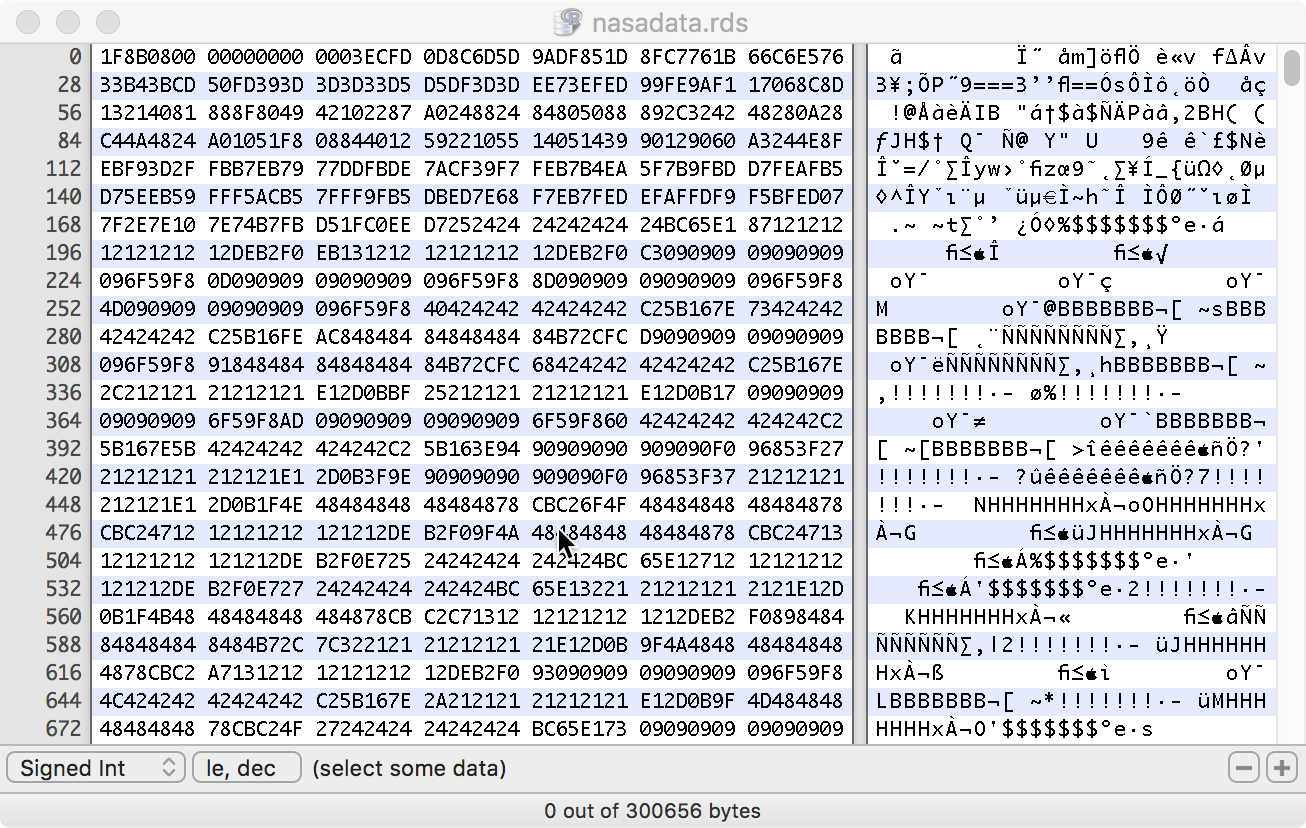 nasadata.rds
0 1F8B0800 00000000 0003ECFD 0D8C6D5D 9ADF851D 8FC7761B 66C6E576 ã Ï˝ åm]öflÖ è«v f∆Âv
28 33B43BCD 50FD393D 3D3D33D5 D5DF3D3D EE73EFED 99FE9AF1 17068C8D 3¥;ÕP˝9===3’’fl==ÓsÔÌô˛öÒ åç
56 13214081 888F8049 42102287 A0248824 84805088 892C3242 48280A28 !@ÅàèÄIB "á†$à$ÑÄPàâ,2BH( (
84 C44A4824 A01051F8 08844012 59221055 14051439 90129060 A3244E8F ƒJH$† Q¯ Ñ@ Y" U 9ê ê`£$Nè
112 EBF93D2F FBB7EB79 77DDFBDE 7ACF39F7 FEB7B4EA 5F7B9FBD D7FEAFB5
140 D75EEB59 FFF5ACB5 7FFF9FB5 DBED7E68 EFB7FEDD EFAFFDF9 F5BFED07
168 7F2E7E10 7E74B7FB D51FC0EE D7252424 24242424 24BC65E1 87121212 .~ ~t∑˚’ ¿Ó◊%$$$$$$$ºe·á
196 12121212 12DEB2F0 EB131212 12121212 12DEB2F0 C3090909 09090909 fi≤Î fi≤√
224 096F59F8 0D090909 09090909 096F59F8 8D090909 09090909 096F59F8 oY¯ oY¯ç oY¯
252 4D090909 09090909 096F59F8 40424242 42424242 C25B167E 73424242 M oY¯@BBBBBBB¬[ ~sBBB
280 42424242 C25B16FE AC848484 84848484 84B72CFC D9090909 09090909 BBBB¬[ ˛¨ÑÑÑÑÑÑÑÑ∑,¸Ÿ
308 096F59F8 91848484 84848484 84B72CFC 68424242 42424242 C25B167E oY¯ëÑÑÑÑÑÑÑÑ∑,¸hBBBBBBB¬[ ~
336 2C212121 21212121 E12D0BBF 25212121 21212121 E12D0B17 09090909 ,!!!!!!!·- ø%!!!!!!!·-
364 09090909 6F59F8AD 09090909 09090909 6F59F860 42424242 424242C2 oY¯≠ oY¯`BBBBBBB¬
392 5B167E5B 42424242 424242C2 5B163E94 90909090 909090F0 96853F27 [ ~[BBBBBBB¬[ >îêêêêêêêñÖ?'
420 21212121 212121E1 2D0B3F9E 90909090 909090F0 96853F37 21212121 !!!!!!!·- ?ûêêêêêêêñÖ?7!!!!
448 212121E1 2D0B1F4E 48484848 48484878 CBC26F4F 48484848 48484878 !!!·- NHHHHHHHxÀ¬oOHHHHHHHx
476 CBC24712 12121212 121212DE B2F09F4A 48484848 48484878 CBC24713 À¬G fi≤üJHHHHHHHxÀ¬G
504 12121212 121212DE B2F0E725 24242424 242424BC 65E12712 12121212 fi≤Á%$$$$$$$ºe·'
532 121212DE B2F0E727 24242424 242424BC 65E13221 21212121 2121E12D fi≤Á'$$$$$$$ºe·2!!!!!!!·-
560 0B1F4B48 48484848 484878CB C2C71312 12121212 1212DEB2 F0898484 KHHHHHHHxÀ¬« fi≤âÑÑ
588 84848484 8484B72C 7C322121 21212121 21E12D0B 9F4A4848 48484848 ÑÑÑÑÑÑ∑,|2!!!!!!!·- üJHHHHHH
616 4878CBC2 A7131212 12121212 12DEB2F0 93090909 09090909 096F59F8 HxÀ¬ß fi≤ì oY¯
644 4C424242 42424242 C25B167E 2A212121 21212121 E12D0B9F 4D484848 LBBBBBBB¬[ ~*!!!!!!!·- üMHHH
672 48484848 78CBC24F 27242424 24242424 BC65E173 09090909 09090909 HHHHxÀ¬O'$$$$$$$ºe·s
Signed Int le, dec (select some data)
0 out of 300656 bytes